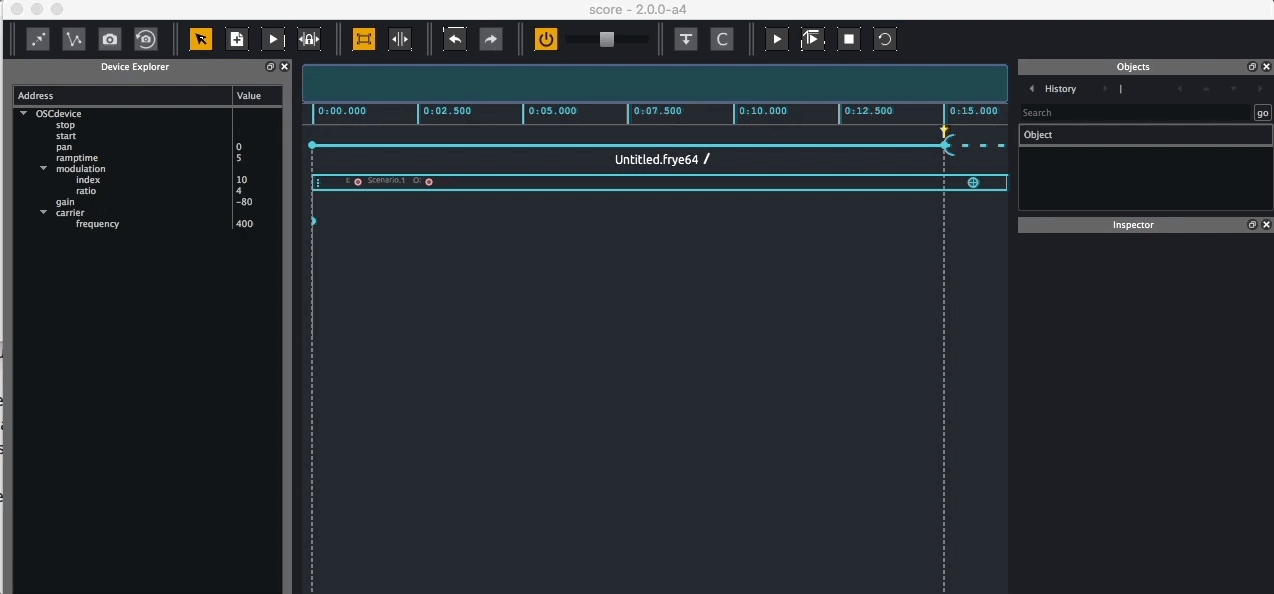 score - 2.0.0-a4
C
Device Explorer
Address Value
OSCdevice
stop
start
pan 0
ramptime 5
modulation
index 10
ratio 4
gain -80
carrier
frequency 400
0:00.000 0:02.500 0:05.000 0:07.500 0:10.000 0:12.500 0:15.000
Untitled.frye64 /
Scenario.1 O:
Objects
History
Search go
Object
Inspector